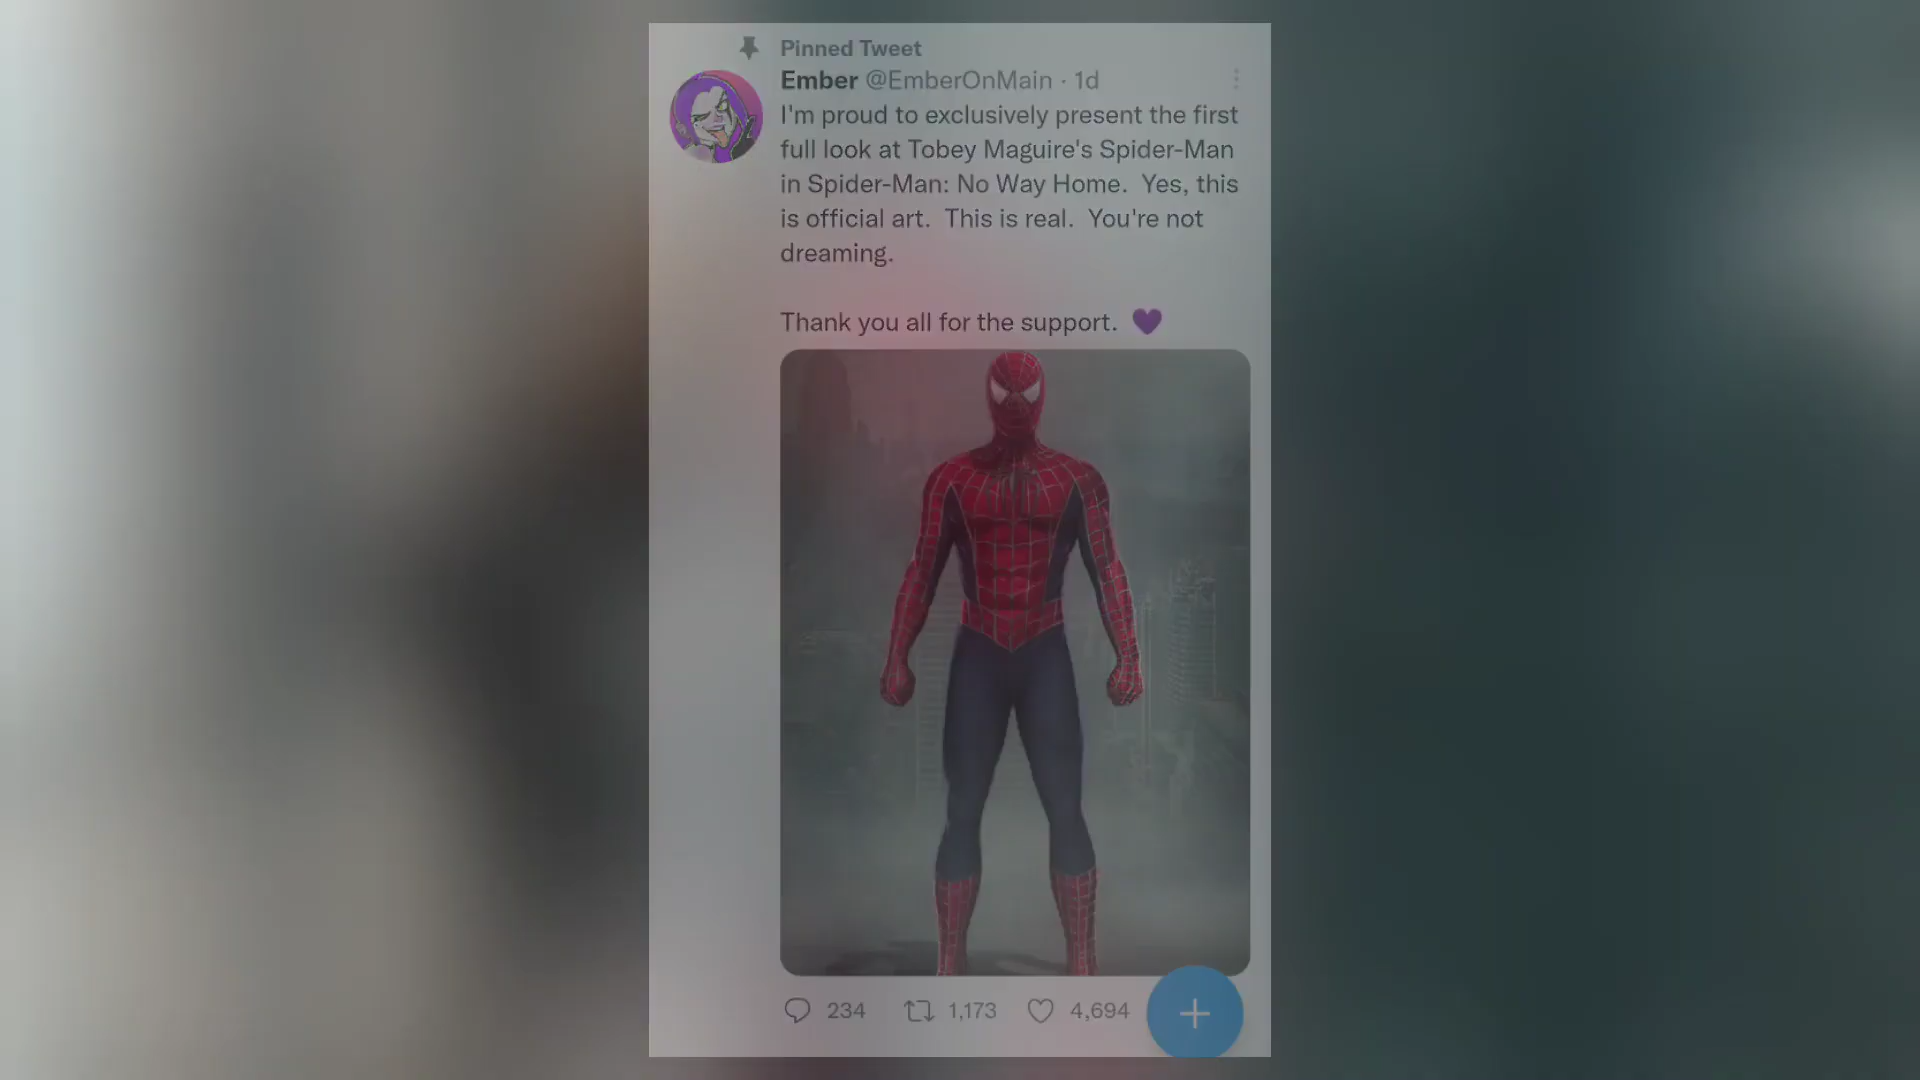 Pinned Tweet
Ember @EmberOnMain · 1d
I'm proud to exclusively present the first
full look at Tobey Maguire's Spider-Man
in Spider-Man: No Way Home.  Yes, this
is official art.  This is real.  You're not
dreaming.
Thank you all for the support. 💜
234 1,173 4,694